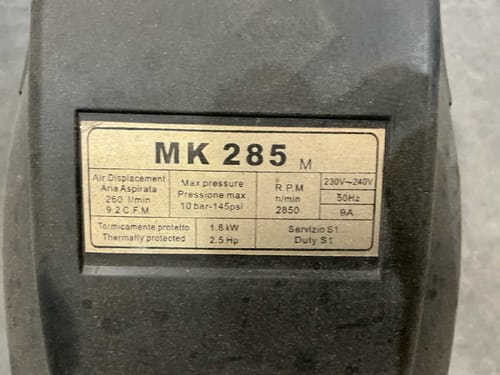 MK 285 M
Air Displacement
Aria Aspirata
260 l/min
9.2 C.F.M
Max pressure
Pressione max
10 bar-145psi
R.P.M
n/min
2850
230V~240V
50Hz
9A
Termicamente protetto
Thermally protected
1.8 kW
2.5 Hp
Servizio S1
Duty S1